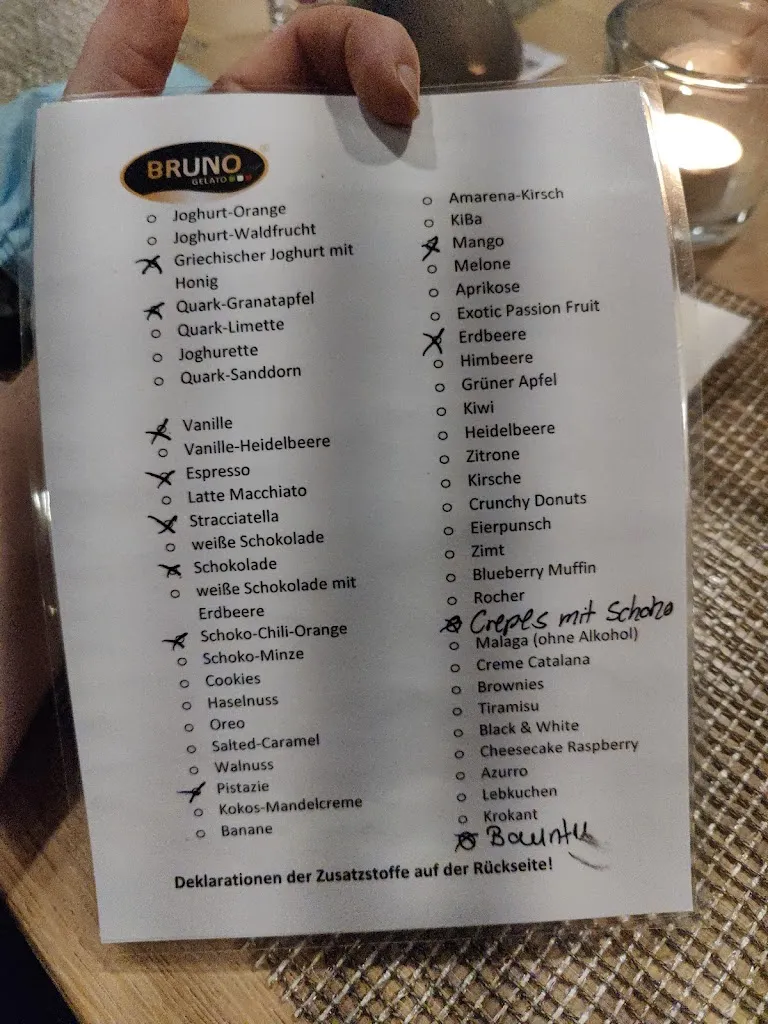 BRUNO
GELATO
Joghurt-Orange
Joghurt-Waldfrucht
Griechischer Joghurt mit
Honig
Quark-Granatapfel
Quark-Limette
Joghurette
Quark-Sanddorn
Vanille
Vanille-Heidelbeere
Espresso
Latte Macchiato
Stracciatella
weiße Schokolade
Schokolade
weiße Schokolade mit
Erdbeere
Schoko-Chili-Orange
Schoko-Minze
Cookies
Haselnuss
Oreo
Salted-Caramel
Walnuss
Pistazie
Kokos-Mandelcreme
Banane
Amarena-Kirsch
KiBa
Mango
Melone
Aprikose
Exotic Passion Fruit
Erdbeere
Himbeere
Grüner Apfel
Kiwi
Heidelbeere
Zitrone
Kirsche
Crunchy Donuts
Eierpunsch
Zimt
Blueberry Muffin
Rocher
Crepes mit Schoko
Malaga (ohne Alkohol)
Creme Catalana
Brownies
Tiramisu
Black & White
Cheesecake Raspberry
Azurro
Lebkuchen
Krokant
Bounty
Deklarationen der Zusatzstoffe auf der Rückseite!